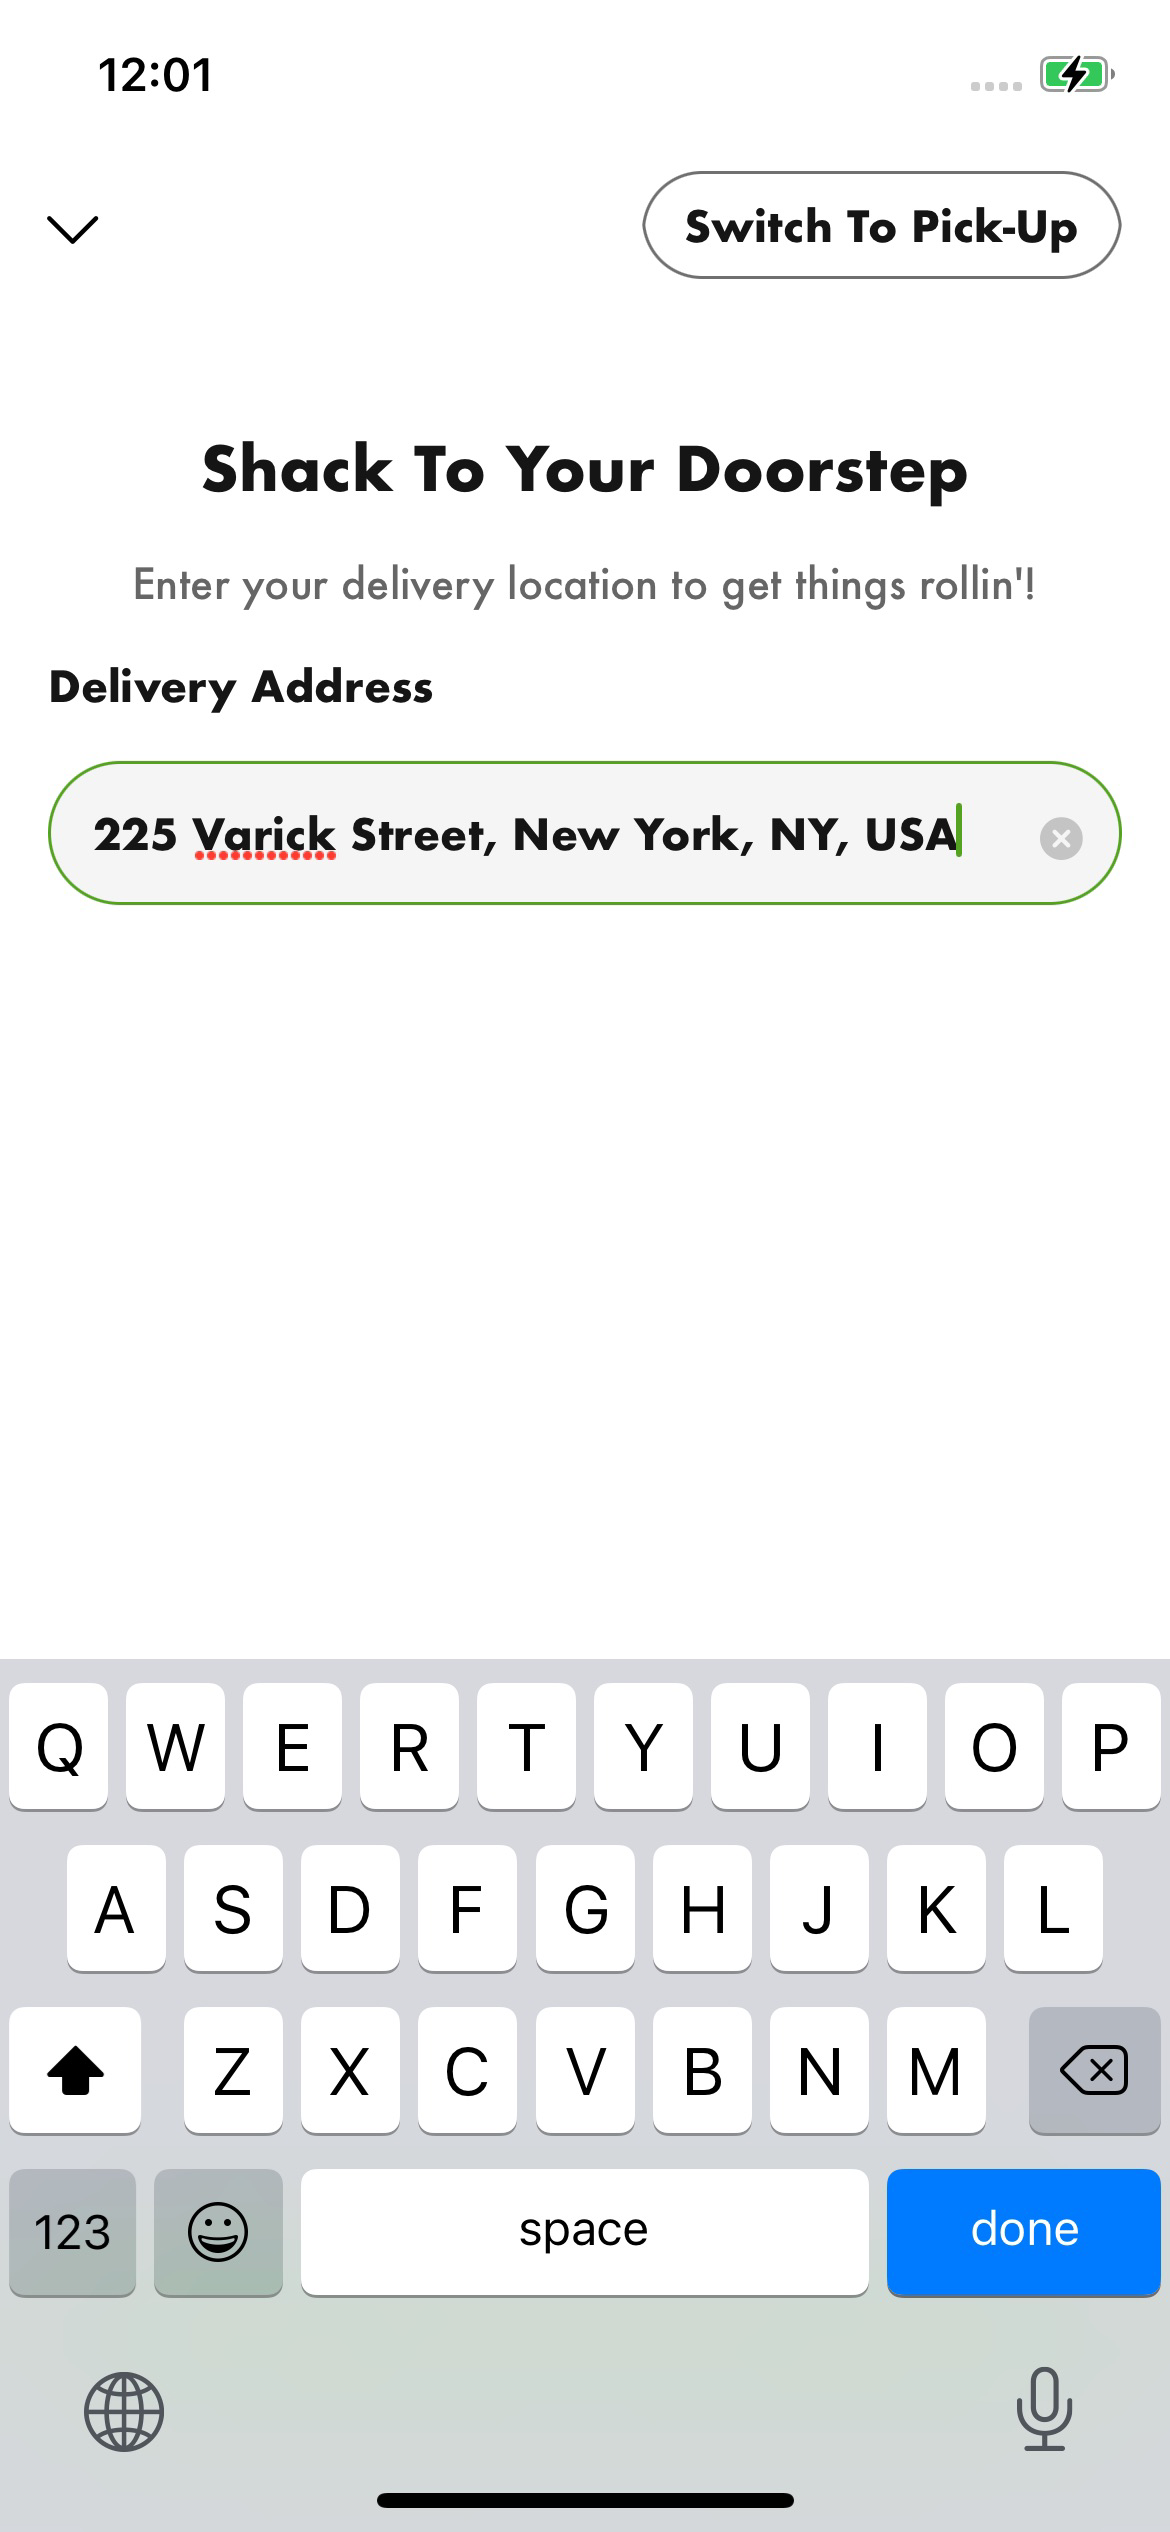 12:01
Switch To Pick-Up
Shack To Your Doorstep
Enter your delivery location to get things rollin'!
Delivery Address
225 Varick Street, New York, NY, USA
Q W E R T Y U I O P
A S D F G H J K L
Z X C V B N M
123 space done